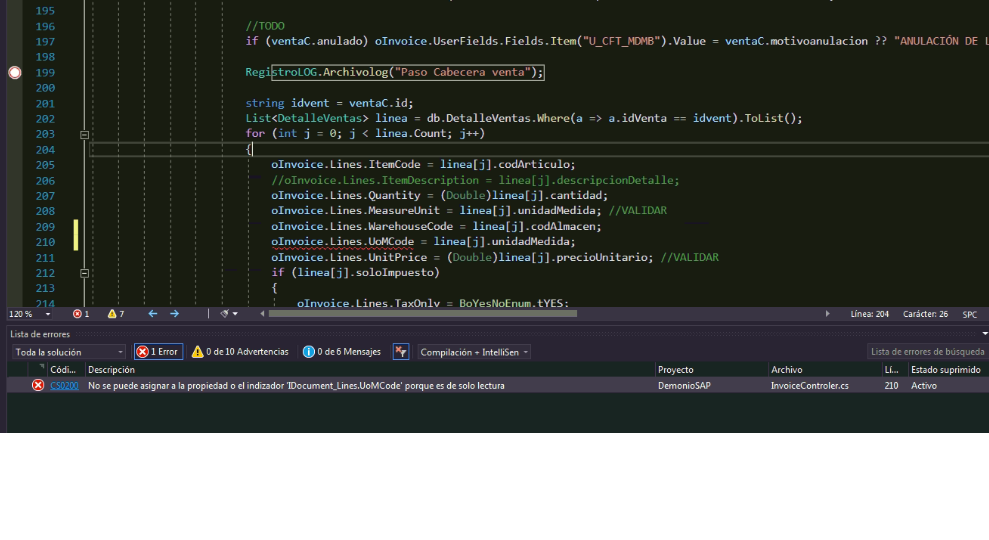 195
196 //TODO
197 if (ventaC.anulado) oInvoice.UserFields.Fields.Item("U_CFT_MDMB").Value = ventaC.motivoanulacion ?? "ANULACIÓN DE L
198
199 RegistroLOG.Archivolog("Paso Cabecera venta");
200
201 string idvent = ventaC.id;
202 List<DetalleVentas> linea = db.DetalleVentas.Where(a => a.idVenta == idvent).ToList();
203 for (int j = 0; j < linea.Count; j++)
204 {
205 oInvoice.Lines.ItemCode = linea[j].codArticulo;
206 //oInvoice.Lines.ItemDescription = linea[j].descripcionDetalle;
207 oInvoice.Lines.Quantity = (Double)linea[j].cantidad;
208 oInvoice.Lines.MeasureUnit = linea[j].unidadMedida; //VALIDAR
209 oInvoice.Lines.WarehouseCode = linea[j].codAlmacen;
210 oInvoice.Lines.UoMCode = linea[j].unidadMedida;
211 oInvoice.Lines.UnitPrice = (Double)linea[j].precioUnitario; //VALIDAR
212 if (linea[j].soloImpuesto)
213 {
214 oInvoice.Lines.TaxOnly = BoYesNoEnum.tYES;
120 % 1 7 Línea: 204 Carácter: 26 SPC
Lista de errores
Toda la solución 1 Error 0 de 10 Advertencias 0 de 6 Mensajes Compilación + IntelliSen Lista de errores de búsqueda
Códi... Descripción Proyecto Archivo Lí... Estado suprimido
CS0200 No se puede asignar a la propiedad o el indizador 'IDocument_Lines.UoMCode' porque es de solo lectura DemonioSAP InvoiceControler.cs 210 Activo